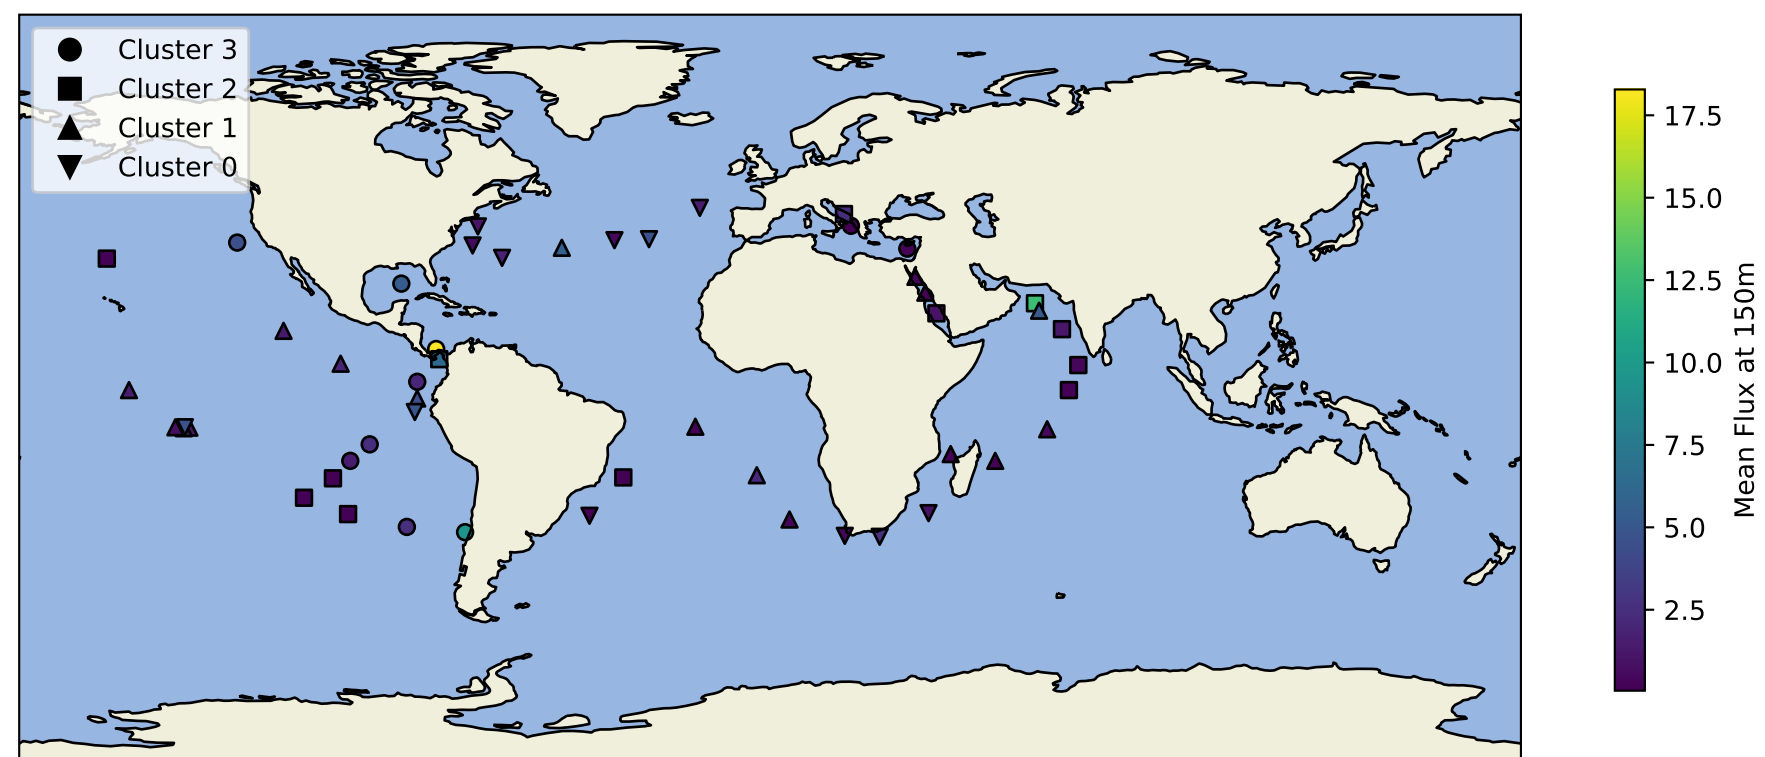 Cluster 3
Cluster 2
Cluster 1
Cluster 0
17.5
15.0
12.5
10.0
7.5
5.0
2.5
Mean Flux at 150m